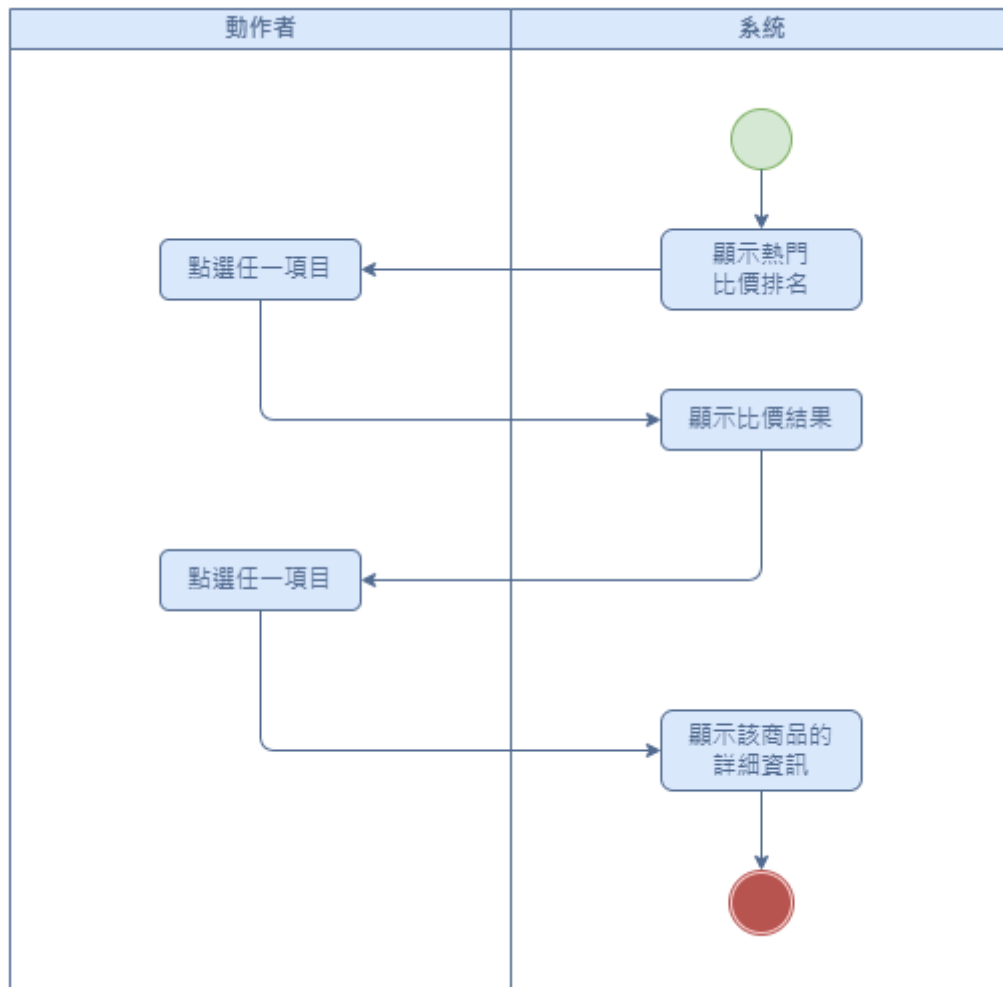 動作者
系統
顯示熱門
比價排名
點選任一項目
顯示比價結果
點選任一項目
顯示該商品的
詳細資訊